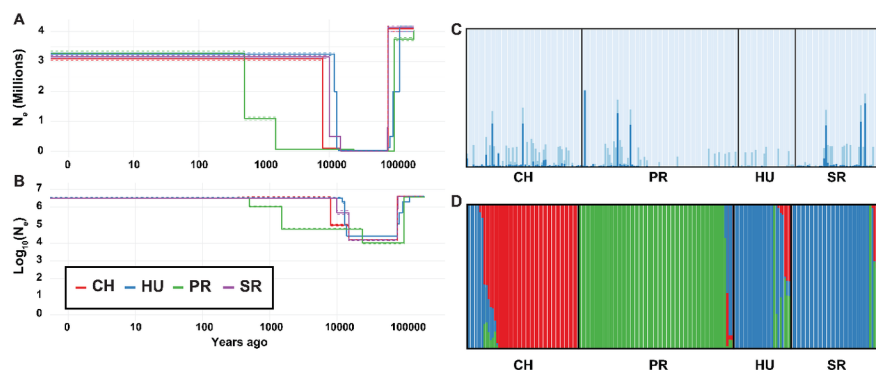 A
4
3
2
1
0
Ne (Millions)
0 10 100 1000 10000 100000
B
7
6
5
4
3
2
1
0
Log10(Ne)
CH HU PR SR
0 10 100 1000 10000 100000
Years ago
C
CH PR HU SR
D
CH PR HU SR